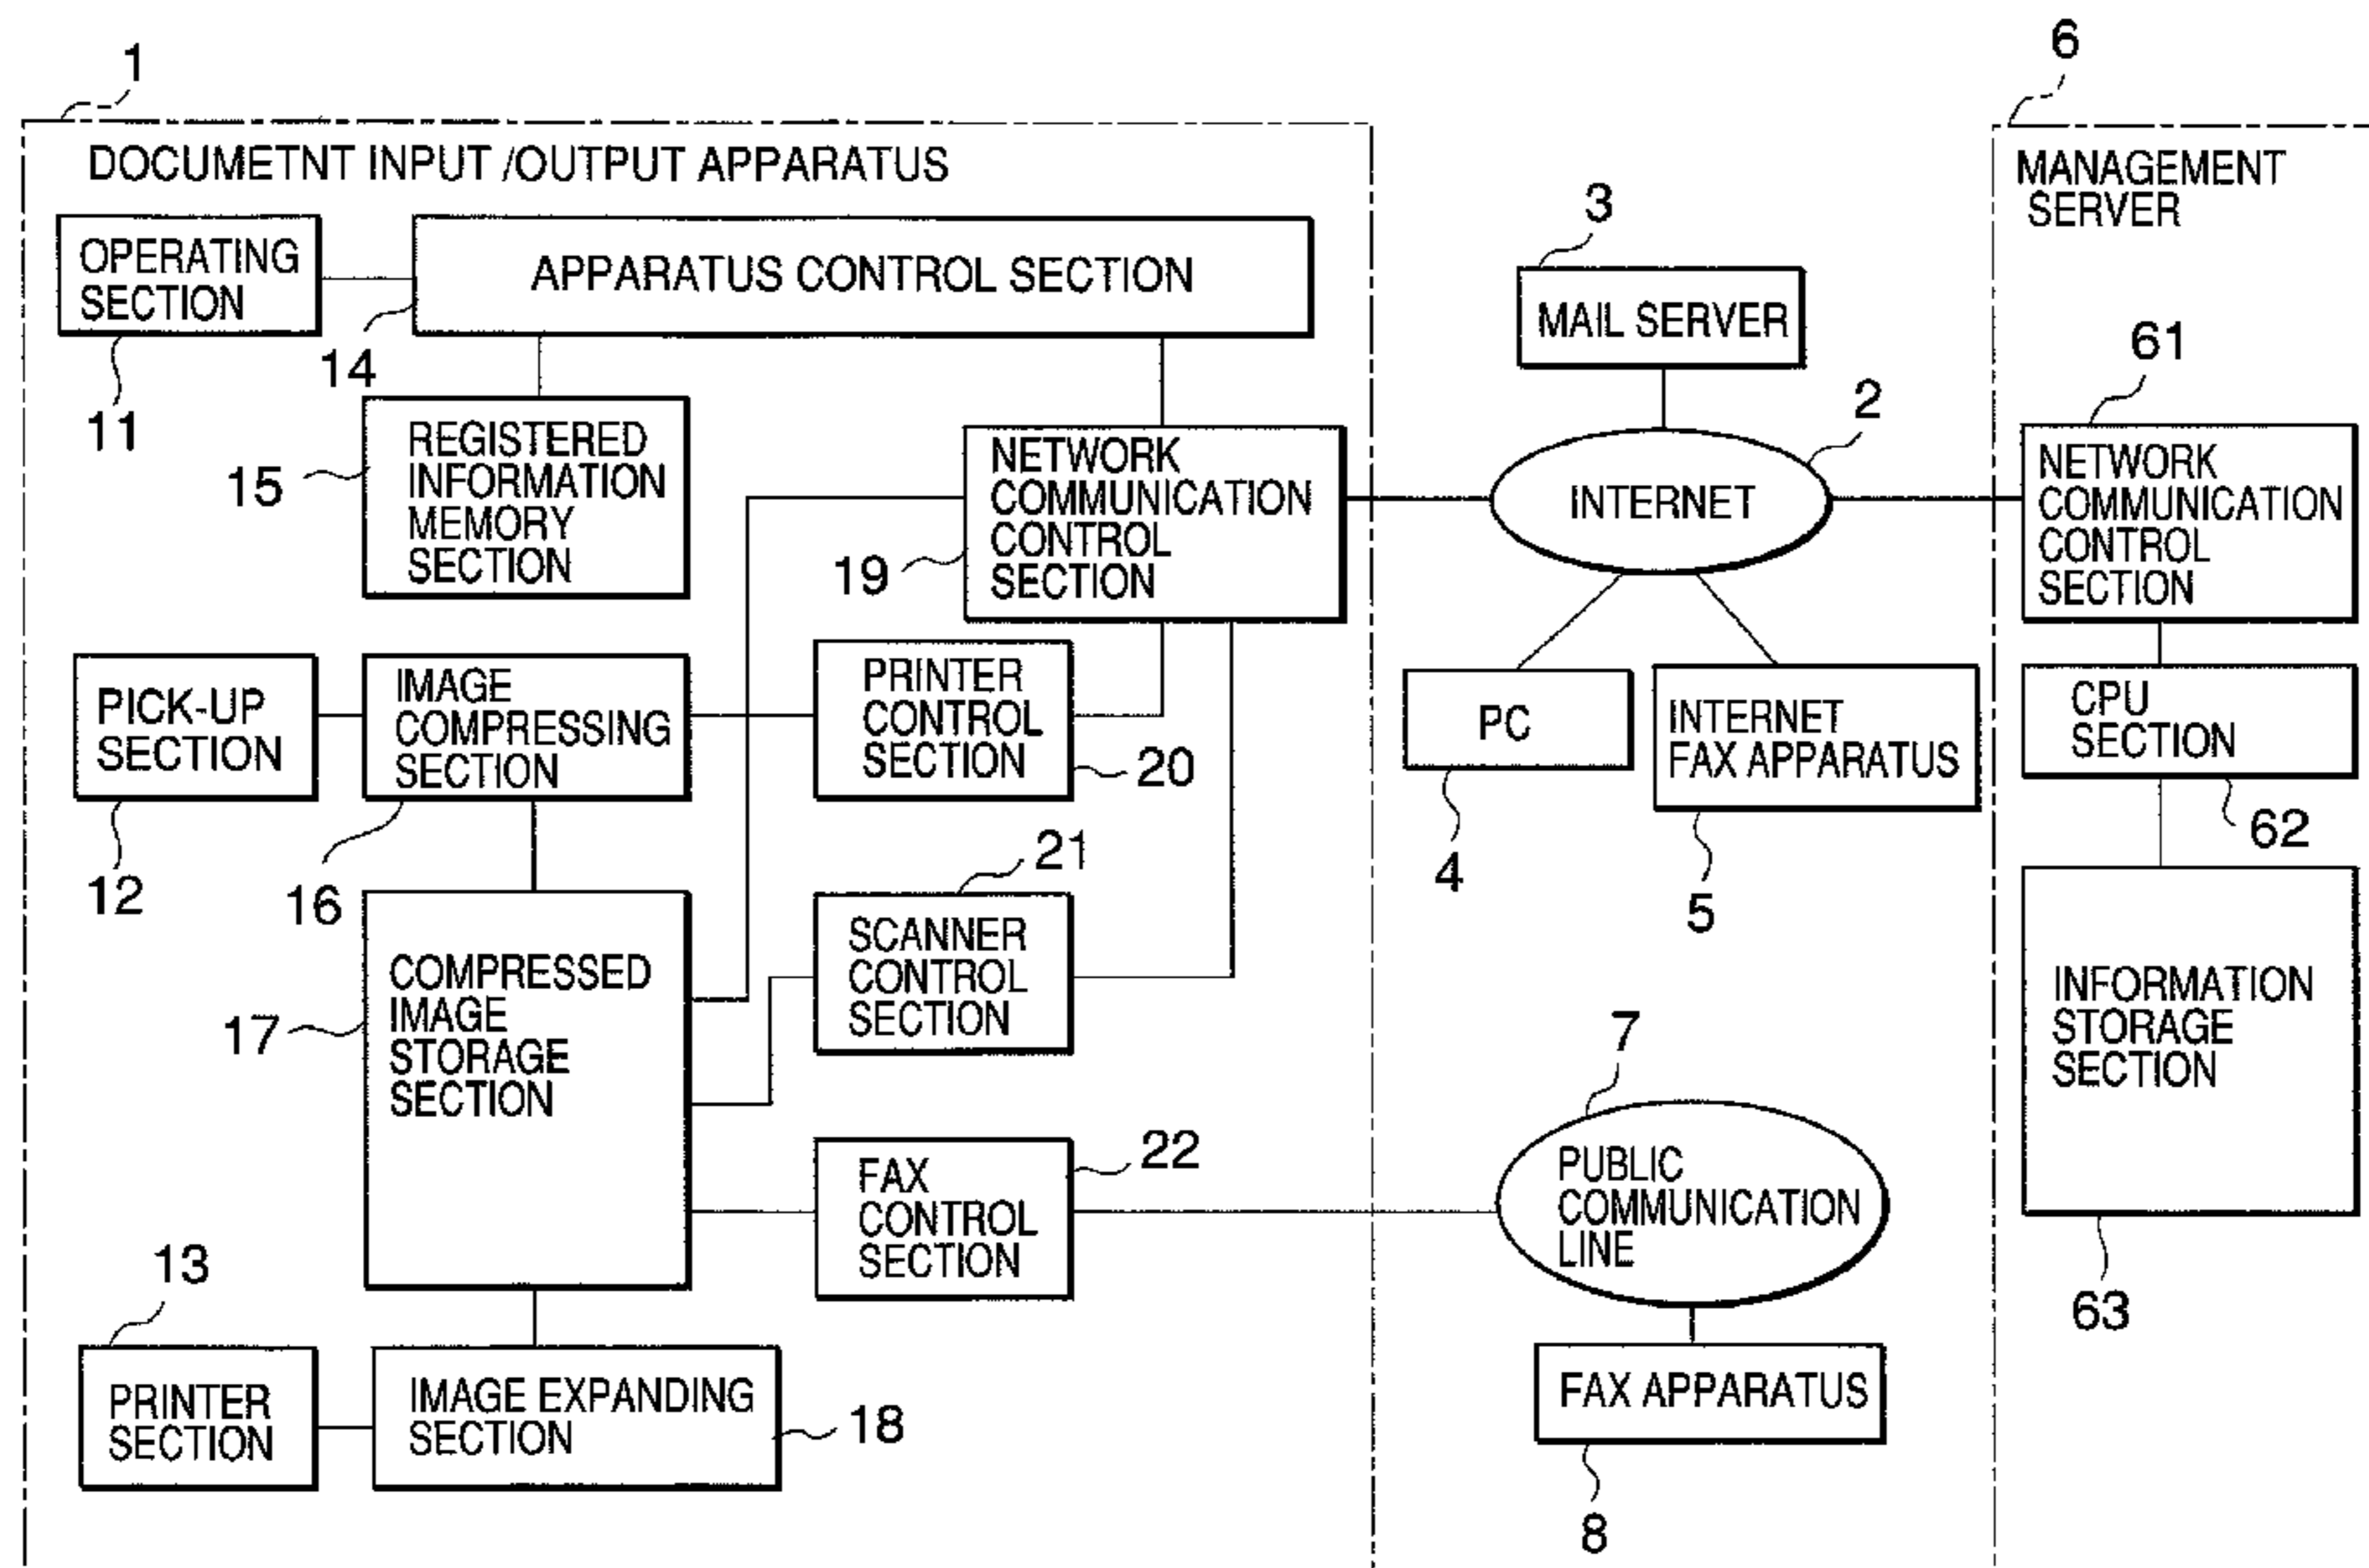 1
6
DOCUMETNT INPUT /OUTPUT APPARATUS
MANAGEMENT
SERVER
OPERATING
SECTION
11
APPARATUS CONTROL SECTION
14
3
MAIL SERVER
REGISTERED
INFORMATION
MEMORY
SECTION
15
NETWORK
COMMUNICATION
CONTROL
SECTION
19
2
INTERNET
61
NETWORK
COMMUNICATION
CONTROL
SECTION
PICK-UP
SECTION
12
IMAGE
COMPRESSING
SECTION
16
PRINTER
CONTROL
SECTION
20
PC
4
INTERNET
FAX APPARATUS
5
CPU
SECTION
62
COMPRESSED
IMAGE
STORAGE
SECTION
17
21
SCANNER
CONTROL
SECTION
INFORMATION
STORAGE
SECTION
63
FAX
CONTROL
SECTION
22
7
PUBLIC
COMMUNICATION
LINE
13
PRINTER
SECTION
IMAGE EXPANDING
SECTION
18
FAX APPARATUS
8